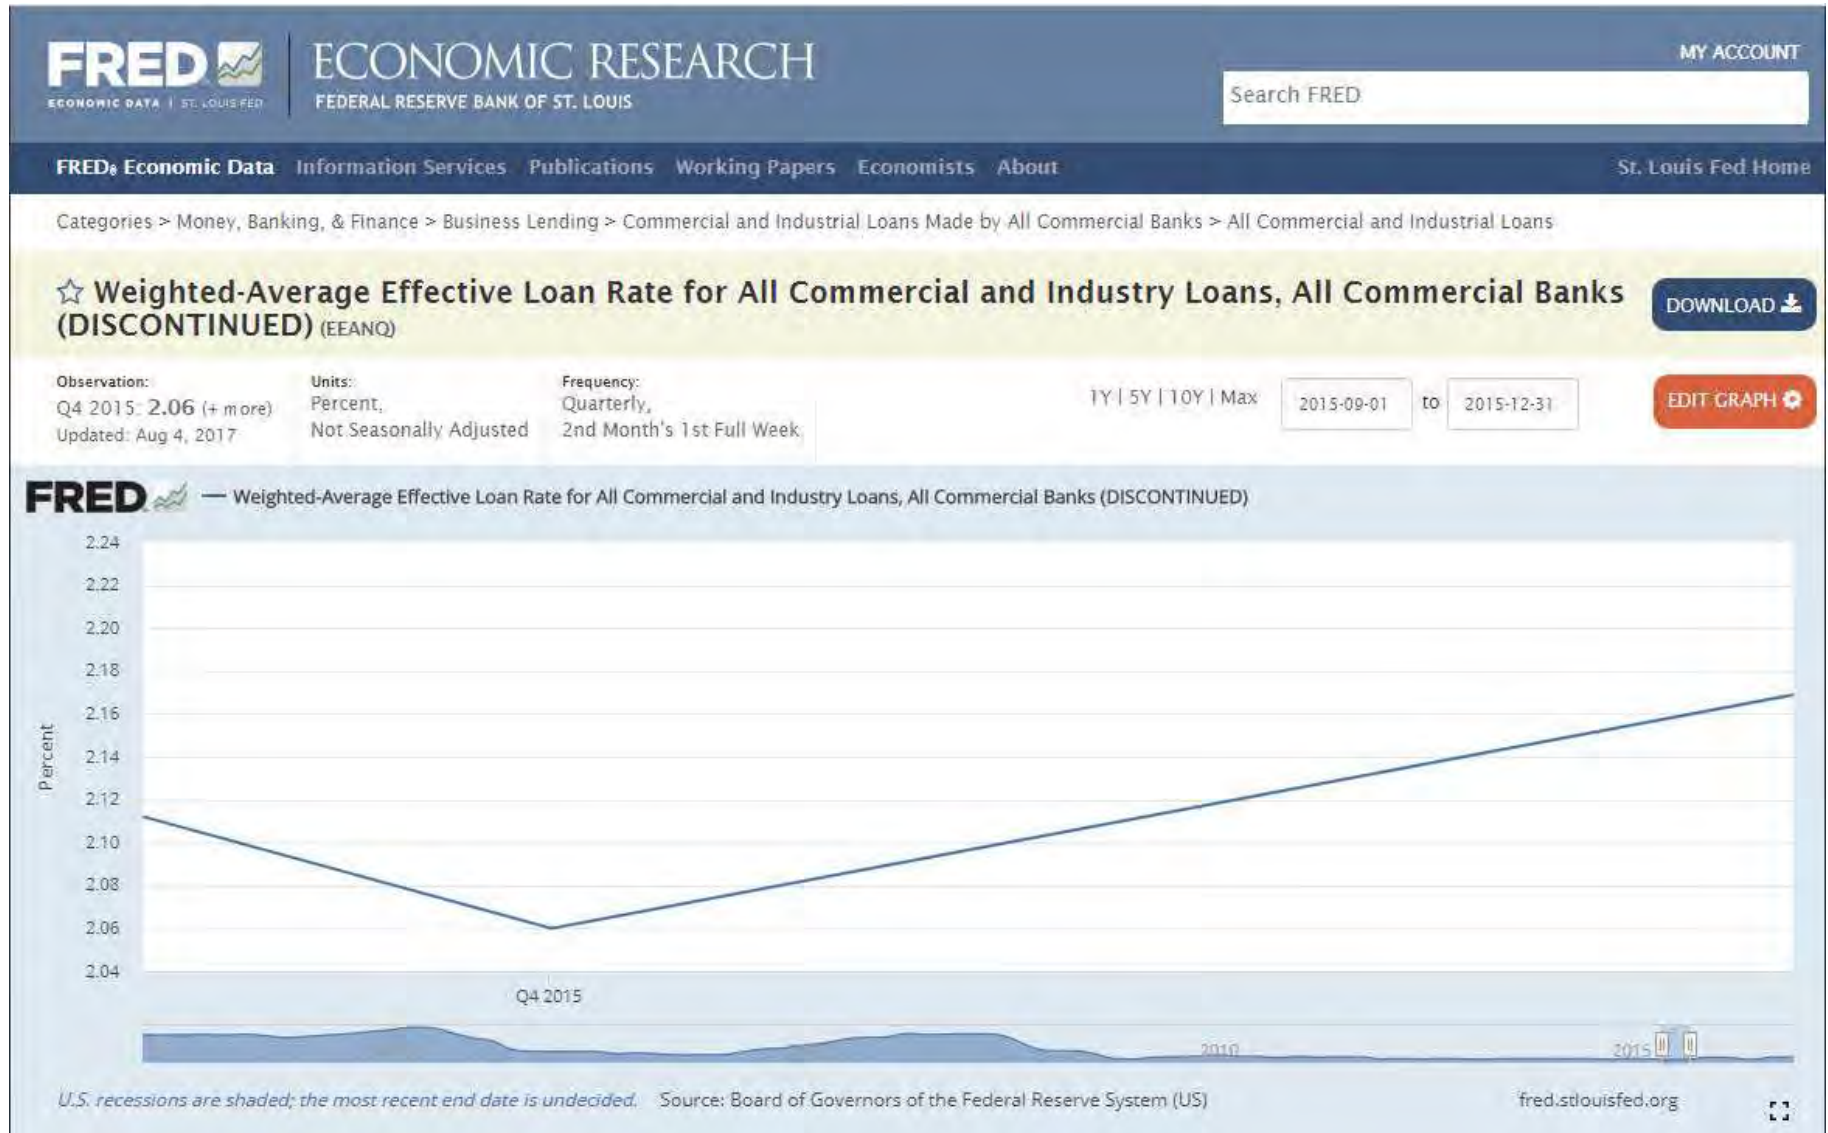 FRED
ECONOMIC DATA | ST. LOUIS FED
ECONOMIC RESEARCH
FEDERAL RESERVE BANK OF ST. LOUIS
MY ACCOUNT
Search FRED
FRED® Economic Data Information Services Publications Working Papers Economists About St. Louis Fed Home
Categories > Money, Banking, & Finance > Business Lending > Commercial and Industrial Loans Made by All Commercial Banks > All Commercial and Industrial Loans
Weighted-Average Effective Loan Rate for All Commercial and Industry Loans, All Commercial Banks
(DISCONTINUED) (EEANQ)
DOWNLOAD
Observation:
Q4 2015: 2.06 (+ more)
Updated: Aug 4, 2017
Units:
Percent,
Not Seasonally Adjusted
Frequency:
Quarterly,
2nd Month's 1st Full Week
1Y | 5Y | 10Y | Max
2015-09-01 to 2015-12-31
EDIT GRAPH
FRED — Weighted-Average Effective Loan Rate for All Commercial and Industry Loans, All Commercial Banks (DISCONTINUED)
2.24
2.22
2.20
2.18
2.16
2.14
2.12
2.10
2.08
2.06
2.04
Percent
Q4 2015
2010
2015
U.S. recessions are shaded; the most recent end date is undecided. Source: Board of Governors of the Federal Reserve System (US) fred.stlouisfed.org